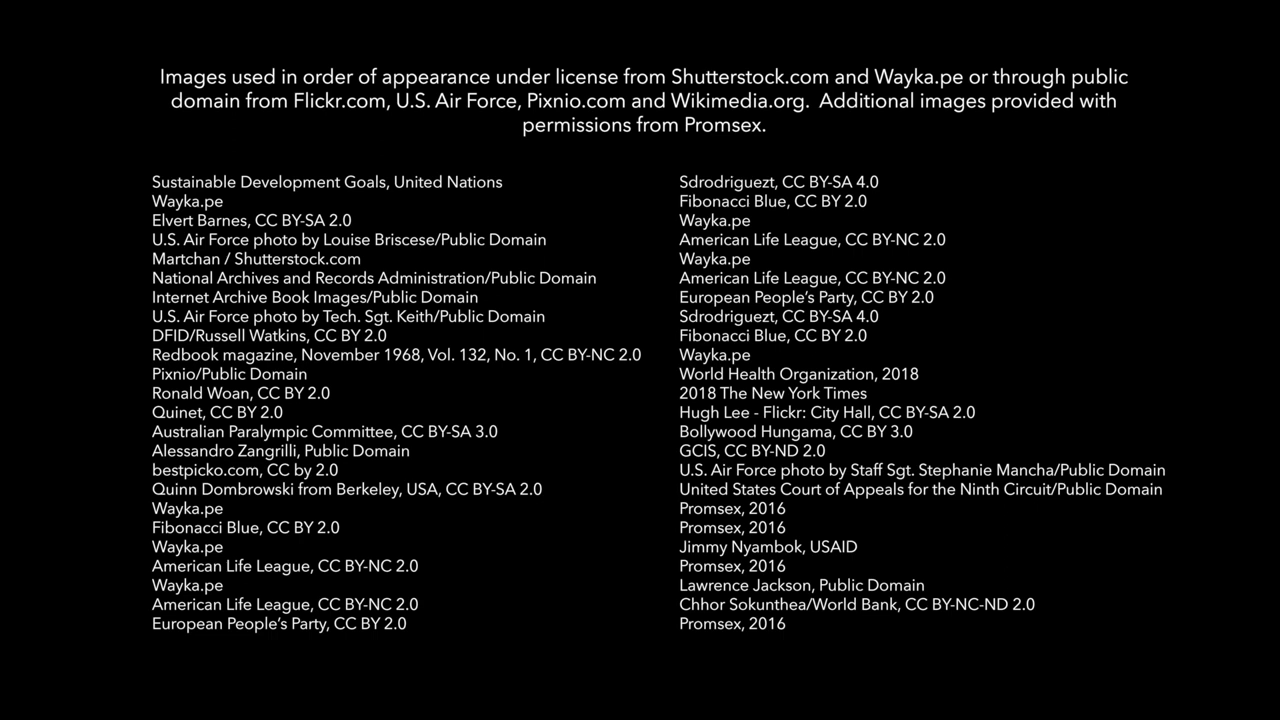 Images used in order of appearance under license from Shutterstock.com and Wayka.pe or through public
domain from Flickr.com, U.S. Air Force, Pixnio.com and Wikimedia.org.  Additional images provided with
permissions from Promsex.
Sustainable Development Goals, United Nations
Wayka.pe
Elvert Barnes, CC BY-SA 2.0
U.S. Air Force photo by Louise Briscese/Public Domain
Martchan / Shutterstock.com
National Archives and Records Administration/Public Domain
Internet Archive Book Images/Public Domain
U.S. Air Force photo by Tech. Sgt. Keith/Public Domain
DFID/Russell Watkins, CC BY 2.0
Redbook magazine, November 1968, Vol. 132, No. 1, CC BY-NC 2.0
Pixnio/Public Domain
Ronald Woan, CC BY 2.0
Quinet, CC BY 2.0
Australian Paralympic Committee, CC BY-SA 3.0
Alessandro Zangrilli, Public Domain
bestpicko.com, CC by 2.0
Quinn Dombrowski from Berkeley, USA, CC BY-SA 2.0
Wayka.pe
Fibonacci Blue, CC BY 2.0
Wayka.pe
American Life League, CC BY-NC 2.0
Wayka.pe
American Life League, CC BY-NC 2.0
European People's Party, CC BY 2.0
Sdrodriguezt, CC BY-SA 4.0
Fibonacci Blue, CC BY 2.0
Wayka.pe
American Life League, CC BY-NC 2.0
Wayka.pe
American Life League, CC BY-NC 2.0
European People's Party, CC BY 2.0
Sdrodriguezt, CC BY-SA 4.0
Fibonacci Blue, CC BY 2.0
Wayka.pe
World Health Organization, 2018
2018 The New York Times
Hugh Lee - Flickr: City Hall, CC BY-SA 2.0
Bollywood Hungama, CC BY 3.0
GCIS, CC BY-ND 2.0
U.S. Air Force photo by Staff Sgt. Stephanie Mancha/Public Domain
United States Court of Appeals for the Ninth Circuit/Public Domain
Promsex, 2016
Promsex, 2016
Jimmy Nyambok, USAID
Promsex, 2016
Lawrence Jackson, Public Domain
Chhor Sokunthea/World Bank, CC BY-NC-ND 2.0
Promsex, 2016